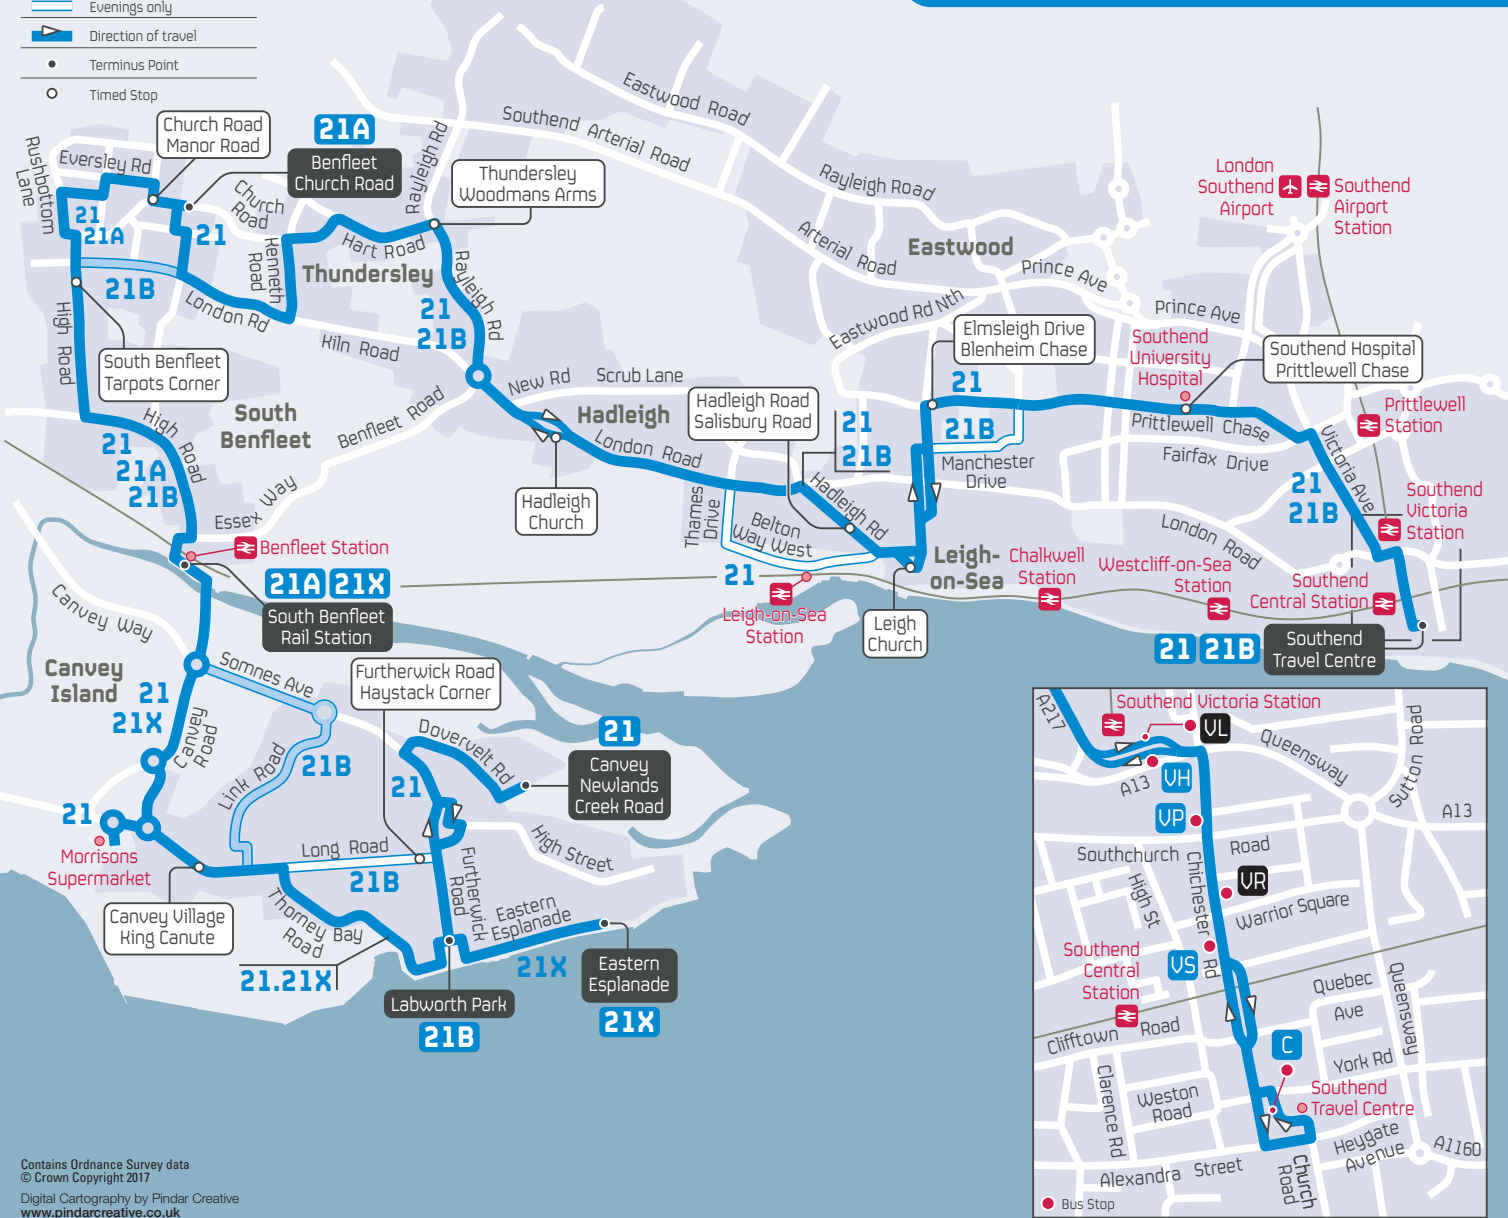 Evenings only
Direction of travel
Terminus Point
Timed Stop
Church Road
Manor Road
21A
Benfleet
Church Road
Thundersley
Woodmans Arms
Rushbottom
Lane
Eversley Rd
Church
Road
Rayleigh Rd
Southend Arterial Road
Eastwood Road
Rayleigh Road
Arterial Road
Eastwood
Prince Ave
Prince Ave
London
Southend
Airport
Southend
Airport
Station
21
21A
21
21B
Kenneth
Road
Hart Road
Thundersley
Rayleigh Rd
21
21B
London Rd
Kiln Road
High Road
South Benfleet
Tarpots Corner
South
Benfleet
Benfleet Road
New Rd
Scrub Lane
Hadleigh
London Road
Hadleigh Road
Salisbury Road
Eastwood Rd Nth
Elmsleigh Drive
Blenheim Chase
Southend
University
Hospital
Southend Hospital
Prittlewell Chase
Prittlewell
Station
21
21B
21
21B
Manchester
Drive
Prittlewell Chase
Fairfax Drive
Victoria Ave
21
21B
Southend
Victoria
Station
High Road
21
21A
21B
Essex Way
Hadleigh
Church
Thames
Drive
Belton
Way West
Hadleigh Rd
London Road
Benfleet Station
21A 21X
South Benfleet
Rail Station
21
Leigh-on-Sea
Station
Leigh-
on-Sea
Leigh
Church
Chalkwell
Station
Westcliff-on-Sea
Station
Southend
Central Station
21 21B
Southend
Travel Centre
Canvey Way
Canvey
Island
21
21X
Canvey
Road
Somnes Ave
Link Road
21B
Furtherwick Road
Haystack Corner
Dovervelt Rd
21
21
Canvey
Newlands
Creek Road
21
Morrisons
Supermarket
Long Road
21B
High Street
Canvey Village
King Canute
Thorney Bay
Road
21.21X
Furtherwick
Road
Eastern
Esplanade
21X
Eastern
Esplanade
21X
Labworth Park
21B
A217
Southend Victoria Station
VL
Queensway
Sutton Road
A13
VH
VP
A13
Southchurch
Road
Chichester
Rd
High St
VR
Warrior Square
Southend
Central
Station
VS
Clifftown
Road
Quebec
Ave
Queensway
C
York Rd
Southend
Travel Centre
Clarence Rd
Weston
Road
Heygate
Avenue
A1160
Alexandra Street
Church
Road
Bus Stop
Contains Ordnance Survey data
© Crown Copyright 2017
Digital Cartography by Pindar Creative
www.pindarcreative.co.uk